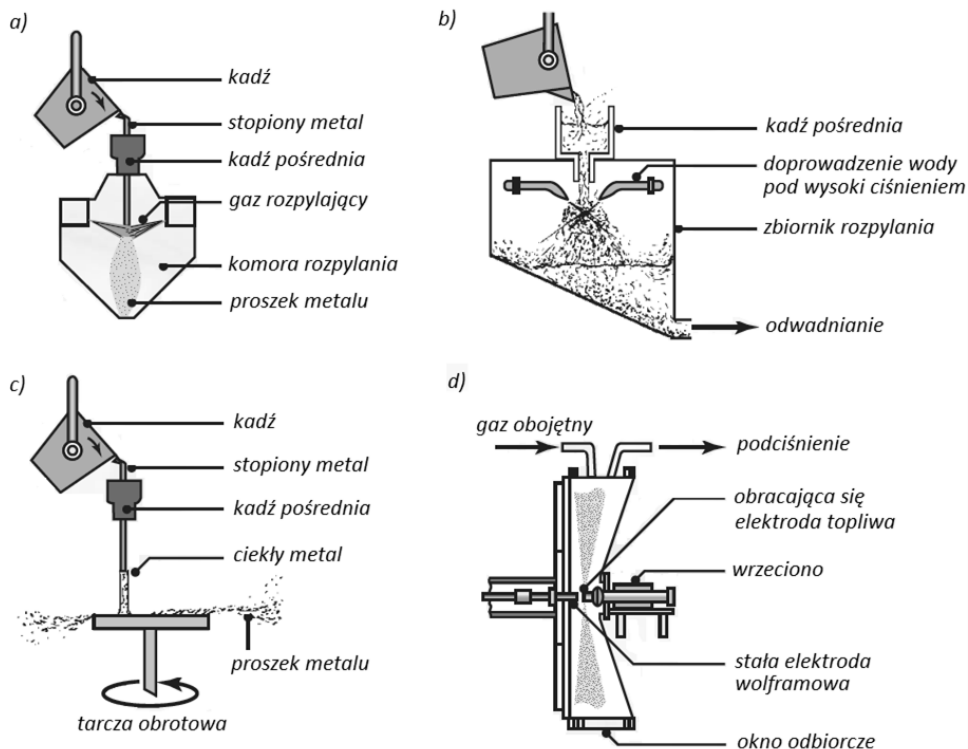 a)
kadź
stopiony metal
kadź pośrednia
gaz rozpylający
komora rozpylania
proszek metalu
b)
kadź pośrednia
doprowadzenie wody
pod wysoki ciśnieniem
zbiornik rozpylania
odwadnianie
c)
kadź
stopiony metal
kadź pośrednia
ciekły metal
proszek metalu
tarcza obrotowa
d)
gaz obojętny
podciśnienie
obracająca się
elektroda topliwa
wrzeciono
stała elektroda
wolframowa
okno odbiorcze